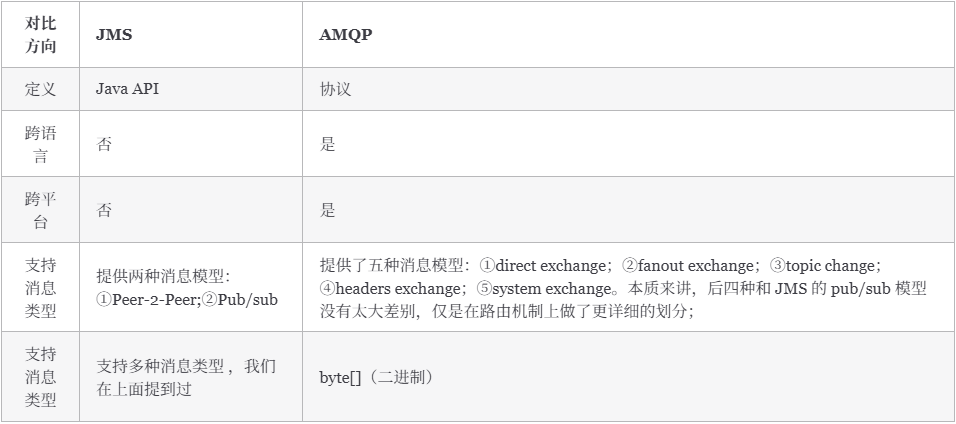 对比
方向
JMS
AMQP
定义
Java API
协议
跨语
言
否
是
跨平
台
否
是
支持
消息
类型
提供两种消息模型：
①Peer-2-Peer;②Pub/sub
提供了五种消息模型：①direct exchange；②fanout exchange；③topic change；
④headers exchange；⑤system exchange。本质来讲，后四种和 JMS 的 pub/sub 模型
没有太大差别，仅是在路由机制上做了更详细的划分；
支持
消息
类型
支持多种消息类型 ，我们
在上面提到过
byte[]（二进制）